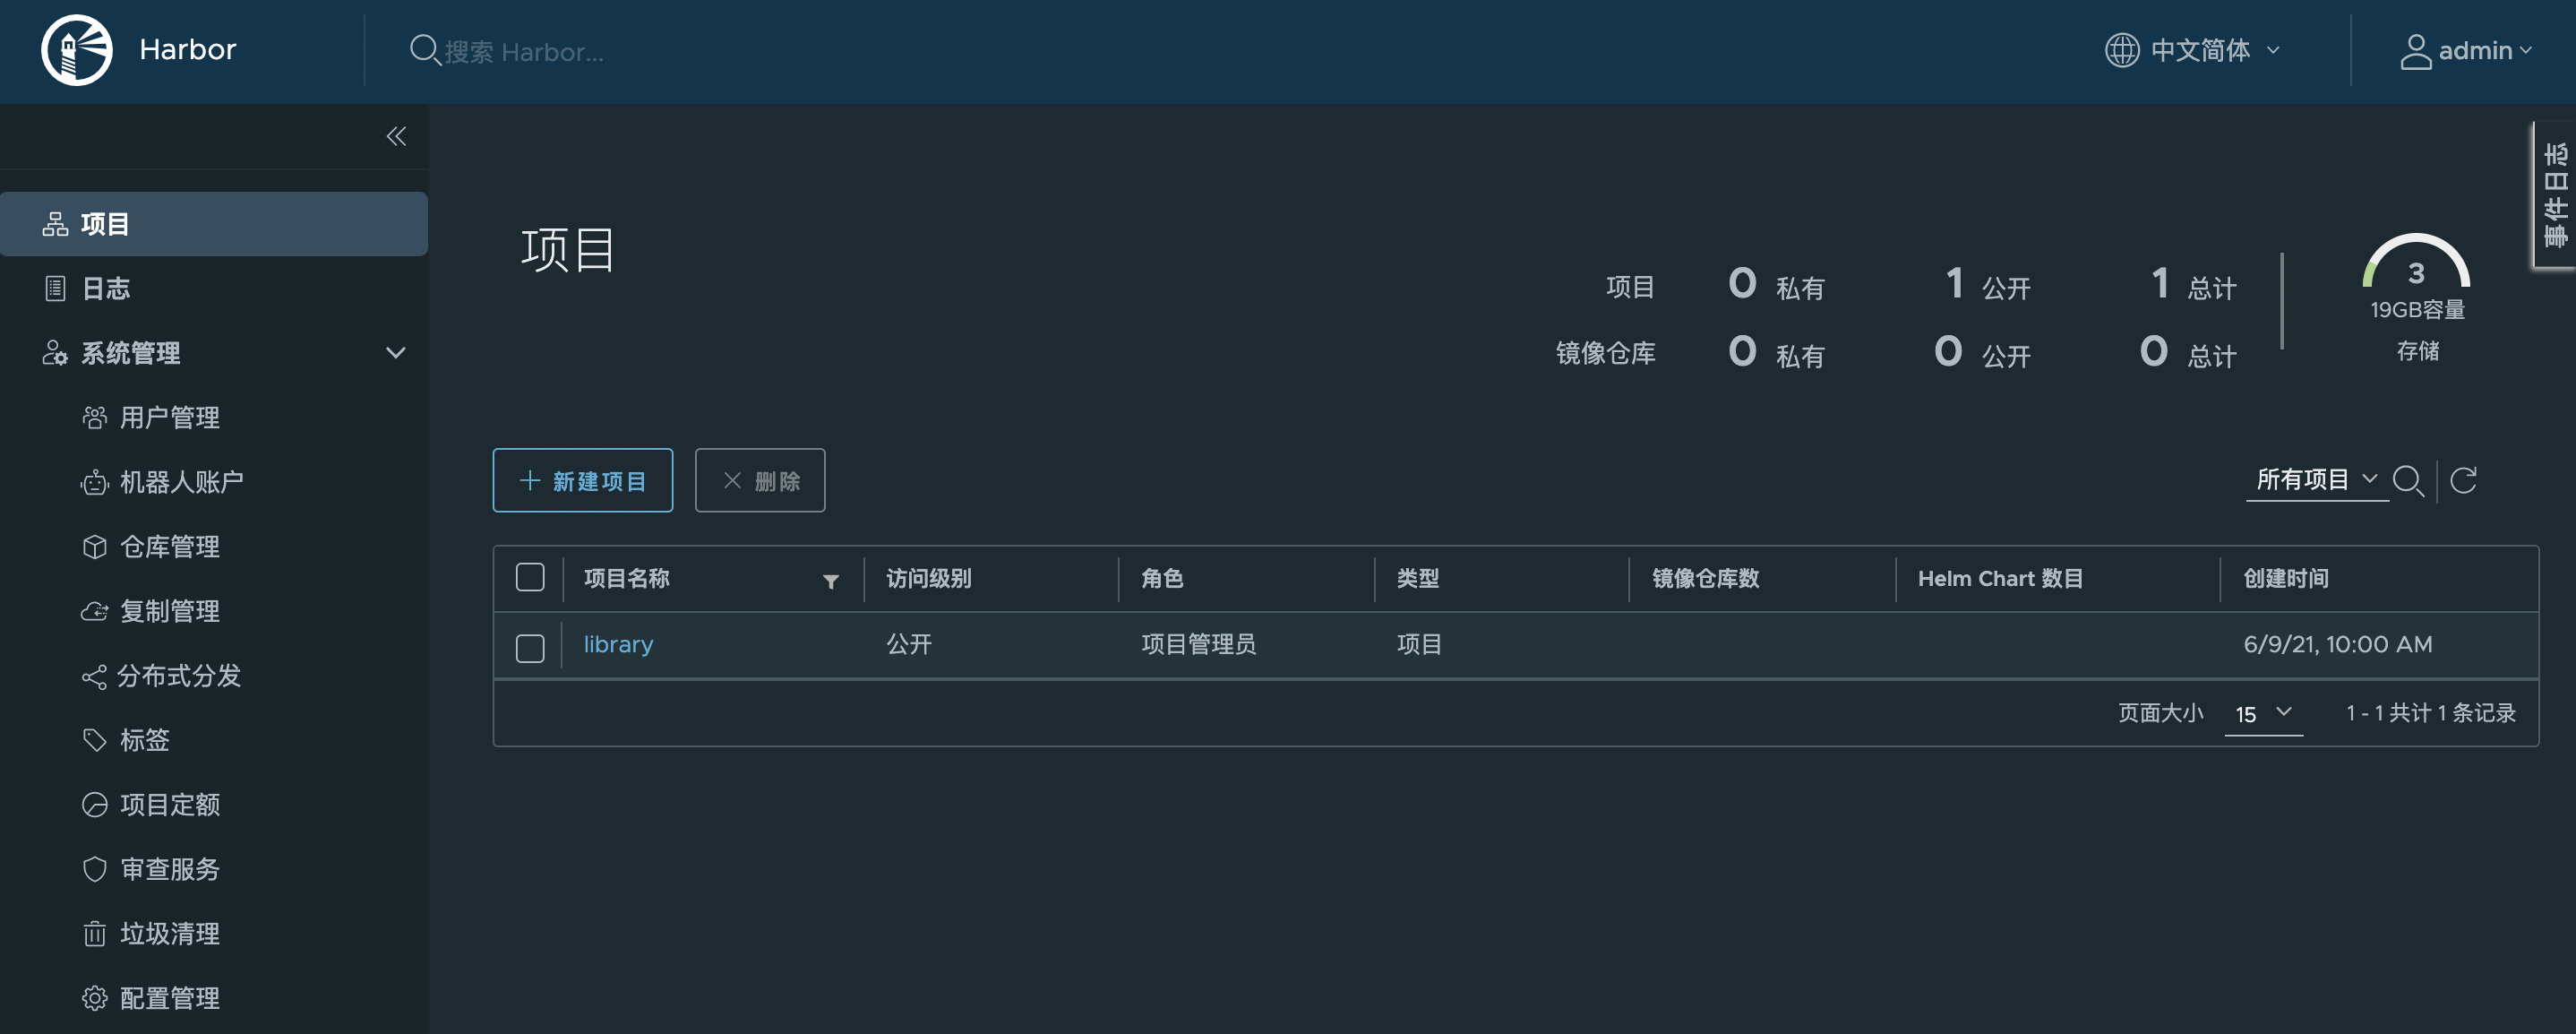 Harbor
搜索 Harbor...
中文简体
admin
项目
日志
系统管理
用户管理
机器人账户
仓库管理
复制管理
分布式分发
标签
项目定额
审查服务
垃圾清理
配置管理
事件日志
项目
项目 0 私有 1 公开 1 总计
镜像仓库 0 私有 0 公开 0 总计
3
19GB容量
存储
新建项目
删除
所有项目
项目名称 访问级别 角色 类型 镜像仓库数 Helm Chart 数目 创建时间
library 公开 项目管理员 项目 6/9/21, 10:00 AM
页面大小 15 1 - 1 共计 1 条记录